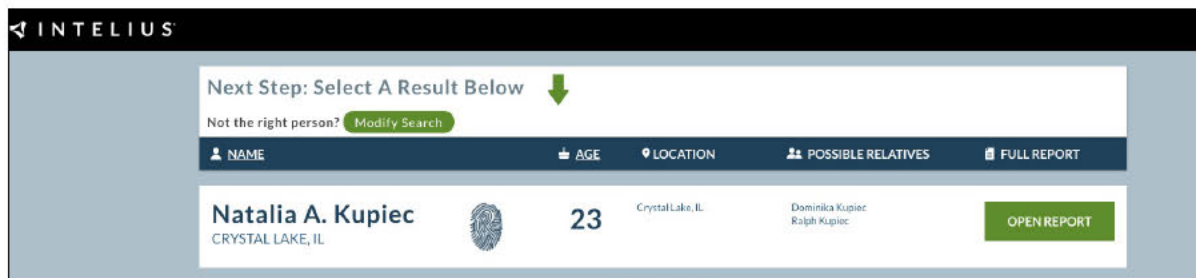 INTELIUS
Next Step: Select A Result Below
Not the right person? Modify Search
NAME AGE LOCATION POSSIBLE RELATIVES FULL REPORT
Natalia A. Kupiec 23 Crystal Lake, IL Dominika Kupiec OPEN REPORT
CRYSTAL LAKE, IL Ralph Kupiec